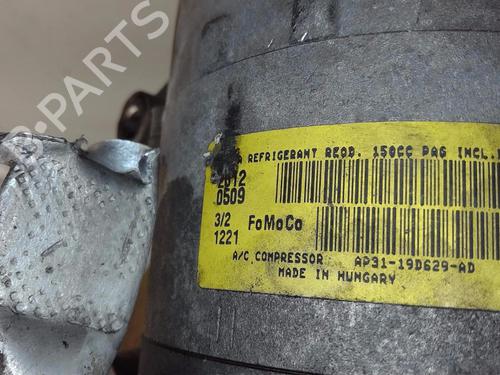 REFRIGERANT REQD. 150CC PAG INCL.
2012
.0509
3/2 FoMoCo
1221
A/C COMPRESSOR AP31-19D629-AD
MADE IN HUNGARY
B-PARTS